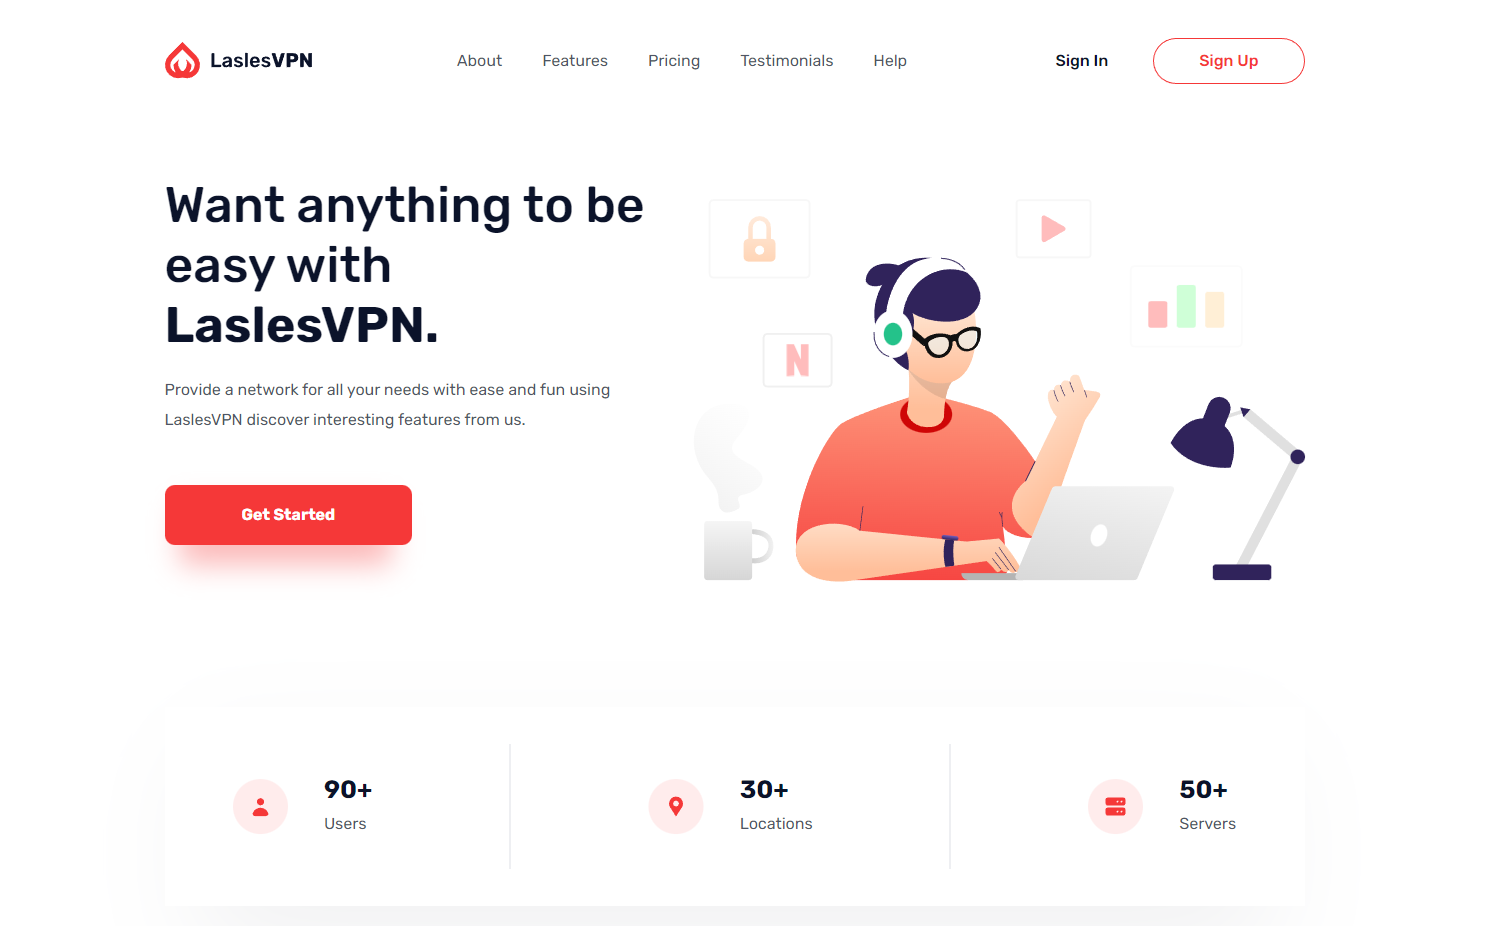 LaslesVPN
About Features Pricing Testimonials Help
Sign In
Sign Up
Want anything to be
easy with
LaslesVPN.
Provide a network for all your needs with ease and fun using
LaslesVPN discover interesting features from us.
Get Started
N
90+
Users
30+
Locations
50+
Servers